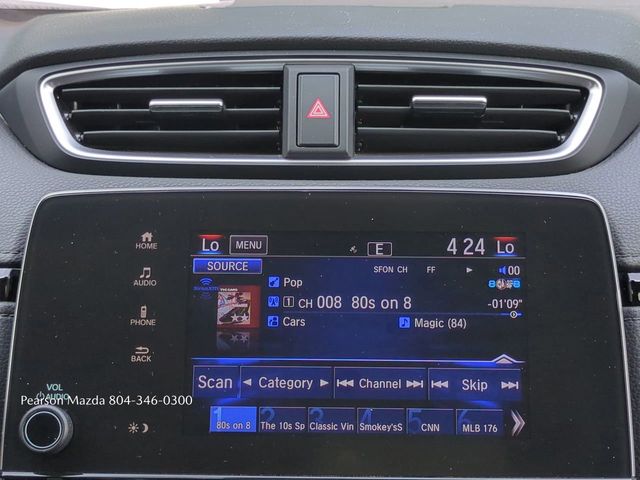 Lo MENU E 4 24 Lo
SOURCE SFON CH FF 00
Pop
1 CH 008 80s on 8 -01'09"
Cars Magic (84)
HOME
AUDIO
PHONE
BACK
VOL
AUDIO
Pearson Mazda 804-346-0300
Scan Category Channel Skip
1 2 3 4 5 6
80s on 8 The 10s Sp Classic Vin Smokey'sS CNN MLB 176